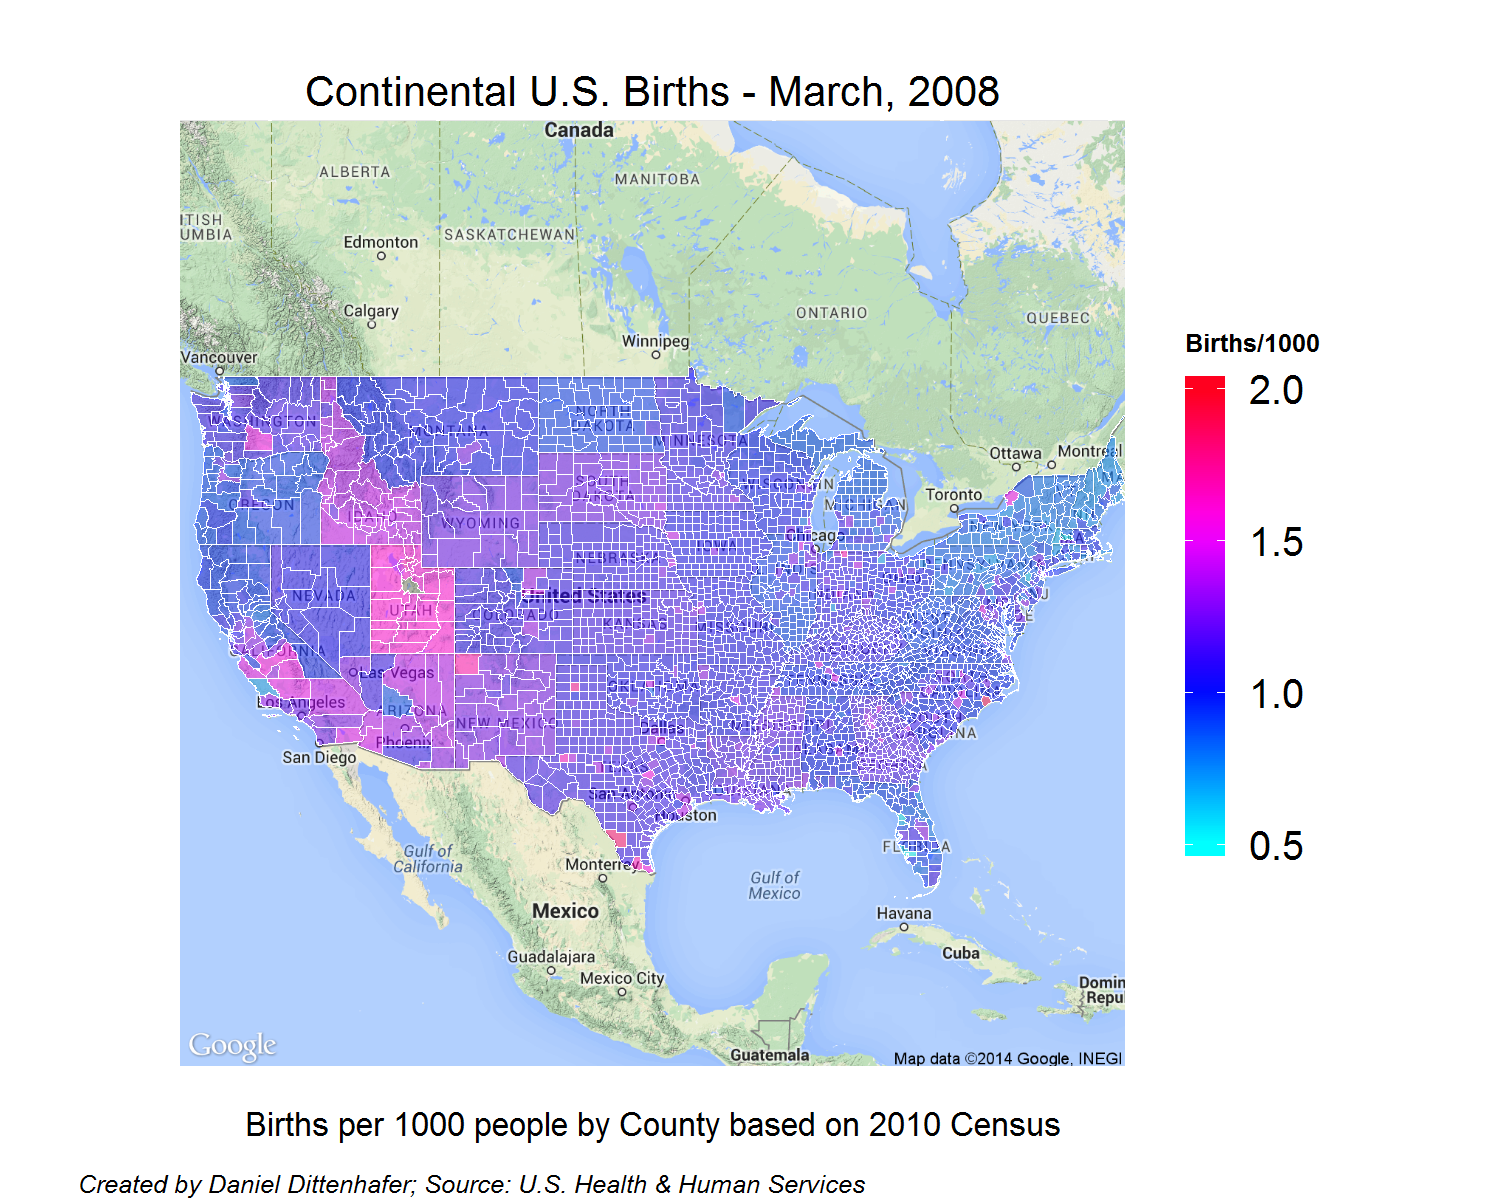 Continental U.S. Births - March, 2008
Canada
ALBERTA
MANITOBA
ITISH
UMBIA
Edmonton
SASKATCHEWAN
Calgary
ONTARIO
QUEBEC
Winnipeg
Vancouver
Births/1000
2.0
1.5
1.0
0.5
WASHINGTON
MONTANA
NORTH
DAKOTA
MINNESOTA
Ottawa
Montreal
OREGON
IDAHO
SOUTH
DAKOTA
WISCONSIN
MICHIGAN
Toronto
WYOMING
Chicago
IOWA
NEBRASKA
NEVADA
UTAH
United States
COLORADO
KANSAS
MISSOURI
CALIFORNIA
Las Vegas
OKLAHOMA
Los Angeles
ARIZONA
NEW MEXICO
Dallas
Phoenix
San Diego
TEXAS
San Antonio
Houston
FLORIDA
Gulf of
California
Monterrey
Gulf of
Mexico
Mexico
Havana
Cuba
Guadalajara
Mexico City
Domin
Repu
Google
Guatemala
Map data ©2014 Google, INEGI
Births per 1000 people by County based on 2010 Census
Created by Daniel Dittenhafer; Source: U.S. Health & Human Services